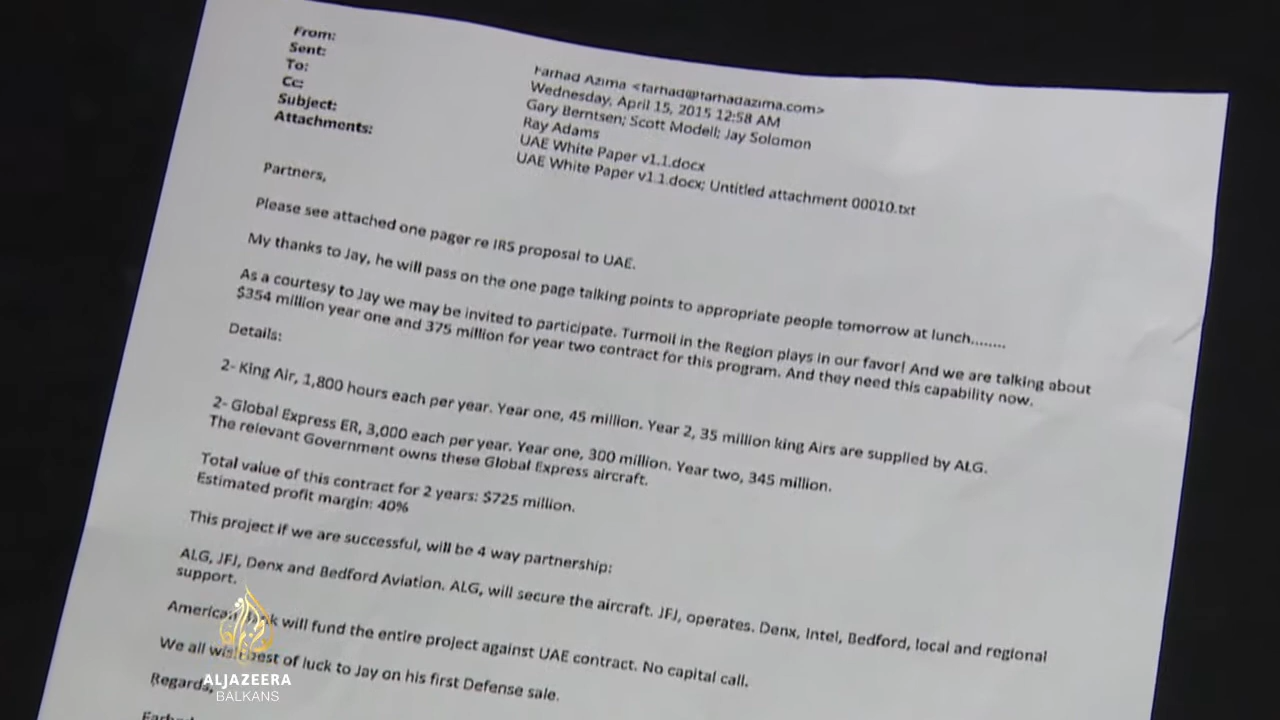 From: Farhad Azima <farhad@farhadazima.com>
Sent: Wednesday, April 15, 2015 12:58 AM
To: Gary Berntsen; Scott Modell; Jay Solomon
Cc: Ray Adams
Subject: UAE White Paper v1.1.docx
Attachments: UAE White Paper v1.1.docx; Untitled attachment 00010.txt
Partners,
Please see attached one pager re IRS proposal to UAE.
My thanks to Jay, he will pass on the one page talking points to appropriate people tomorrow at lunch........
As a courtesy to Jay we may be invited to participate. Turmoil in the Region plays in our favor! And we are talking about
$354 million year one and 375 million for year two contract for this program. And they need this capability now.
Details:
2- King Air, 1,800 hours each per year. Year one, 45 million. Year 2, 35 million king Airs are supplied by ALG.
2- Global Express ER, 3,000 each per year. Year one, 300 million. Year two, 345 million.
The relevant Government owns these Global Express aircraft.
Total value of this contract for 2 years: $725 million.
Estimated profit margin: 40%
This project if we are successful, will be 4 way partnership:
ALG, JFJ, Denx and Bedford Aviation. ALG, will secure the aircraft. JFJ, operates. Denx, Intel, Bedford, local and regional
support.
American will fund the entire project against UAE contract. No capital call.
We all wish best of luck to Jay on his first Defense sale.
Regards,
Farhad
ALJAZEERA
BALKANS